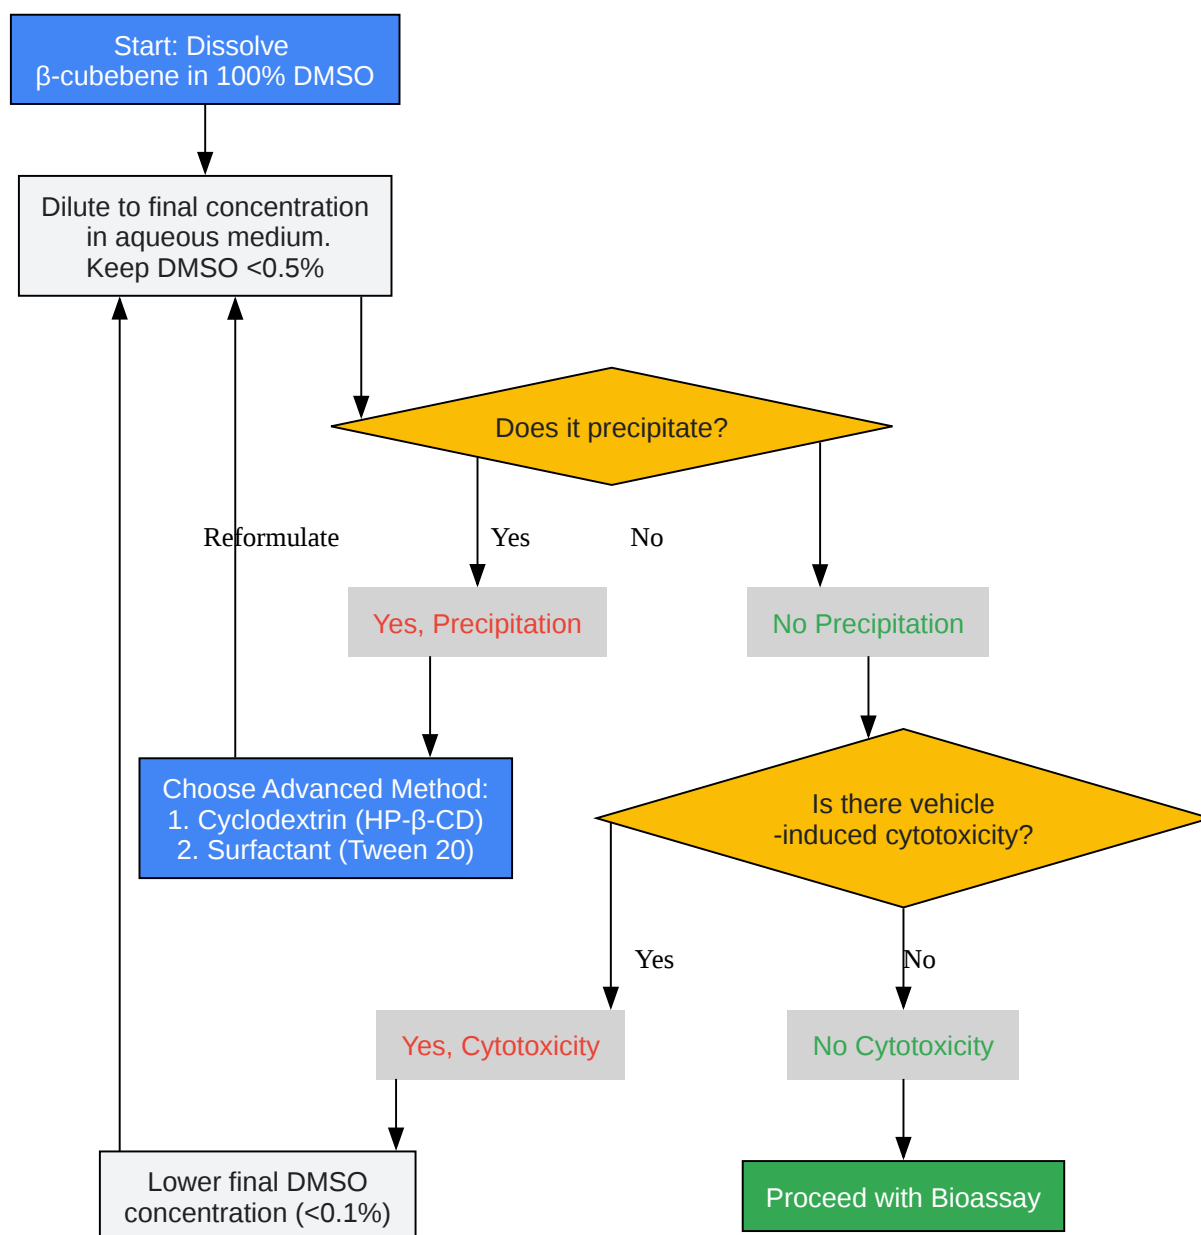 Start: Dissolve
β-cubebene in 100% DMSO
Dilute to final concentration
in aqueous medium.
Keep DMSO <0.5%
Does it precipitate?
Reformulate
Yes
No
Yes, Precipitation
No Precipitation
Choose Advanced Method:
1. Cyclodextrin (HP-β-CD)
2. Surfactant (Tween 20)
Is there vehicle
-induced cytotoxicity?
Yes
No
Yes, Cytotoxicity
No Cytotoxicity
Lower final DMSO
concentration (<0.1%)
Proceed with Bioassay